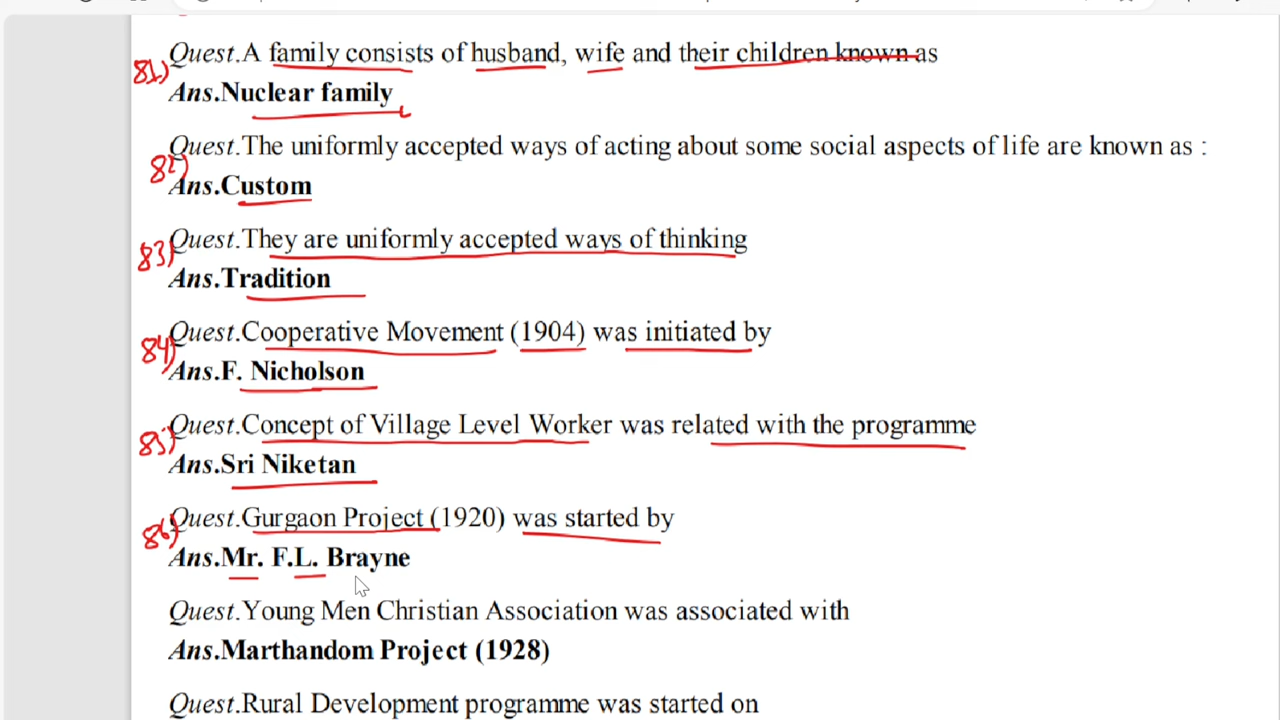 81) Quest.A family consists of husband, wife and their children known as
Ans.Nuclear family
82) Quest.The uniformly accepted ways of acting about some social aspects of life are known as :
Ans.Custom
83) Quest.They are uniformly accepted ways of thinking
Ans.Tradition
84) Quest.Cooperative Movement (1904) was initiated by
Ans.F. Nicholson
85) Quest.Concept of Village Level Worker was related with the programme
Ans.Sri Niketan
86) Quest.Gurgaon Project (1920) was started by
Ans.Mr. F.L. Brayne
Quest.Young Men Christian Association was associated with
Ans.Marthandom Project (1928)
Quest.Rural Development programme was started on